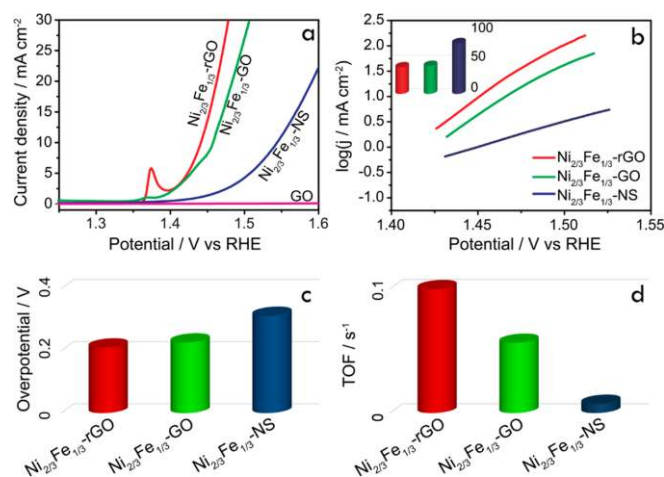 a
Current density / mA cm⁻²
30
25
20
15
10
5
0
1.3
1.4
1.5
1.6
Potential / V vs RHE
Ni₂/₃Fe₁/₃-rGO
Ni₂/₃Fe₁/₃-GO
Ni₂/₃Fe₁/₃-NS
GO
b
log(j / mA cm⁻²)
2.5
2.0
1.5
1.0
0.5
0.0
-0.5
-1.0
100
50
0
Ni₂/₃Fe₁/₃-rGO
Ni₂/₃Fe₁/₃-GO
Ni₂/₃Fe₁/₃-NS
1.40
1.45
1.50
1.55
Potential / V vs RHE
c
Overpotential / V
0.4
0.2
0
Ni₂/₃Fe₁/₃-rGO
Ni₂/₃Fe₁/₃-GO
Ni₂/₃Fe₁/₃-NS
d
TOF / s⁻¹
0.1
0
Ni₂/₃Fe₁/₃-rGO
Ni₂/₃Fe₁/₃-GO
Ni₂/₃Fe₁/₃-NS